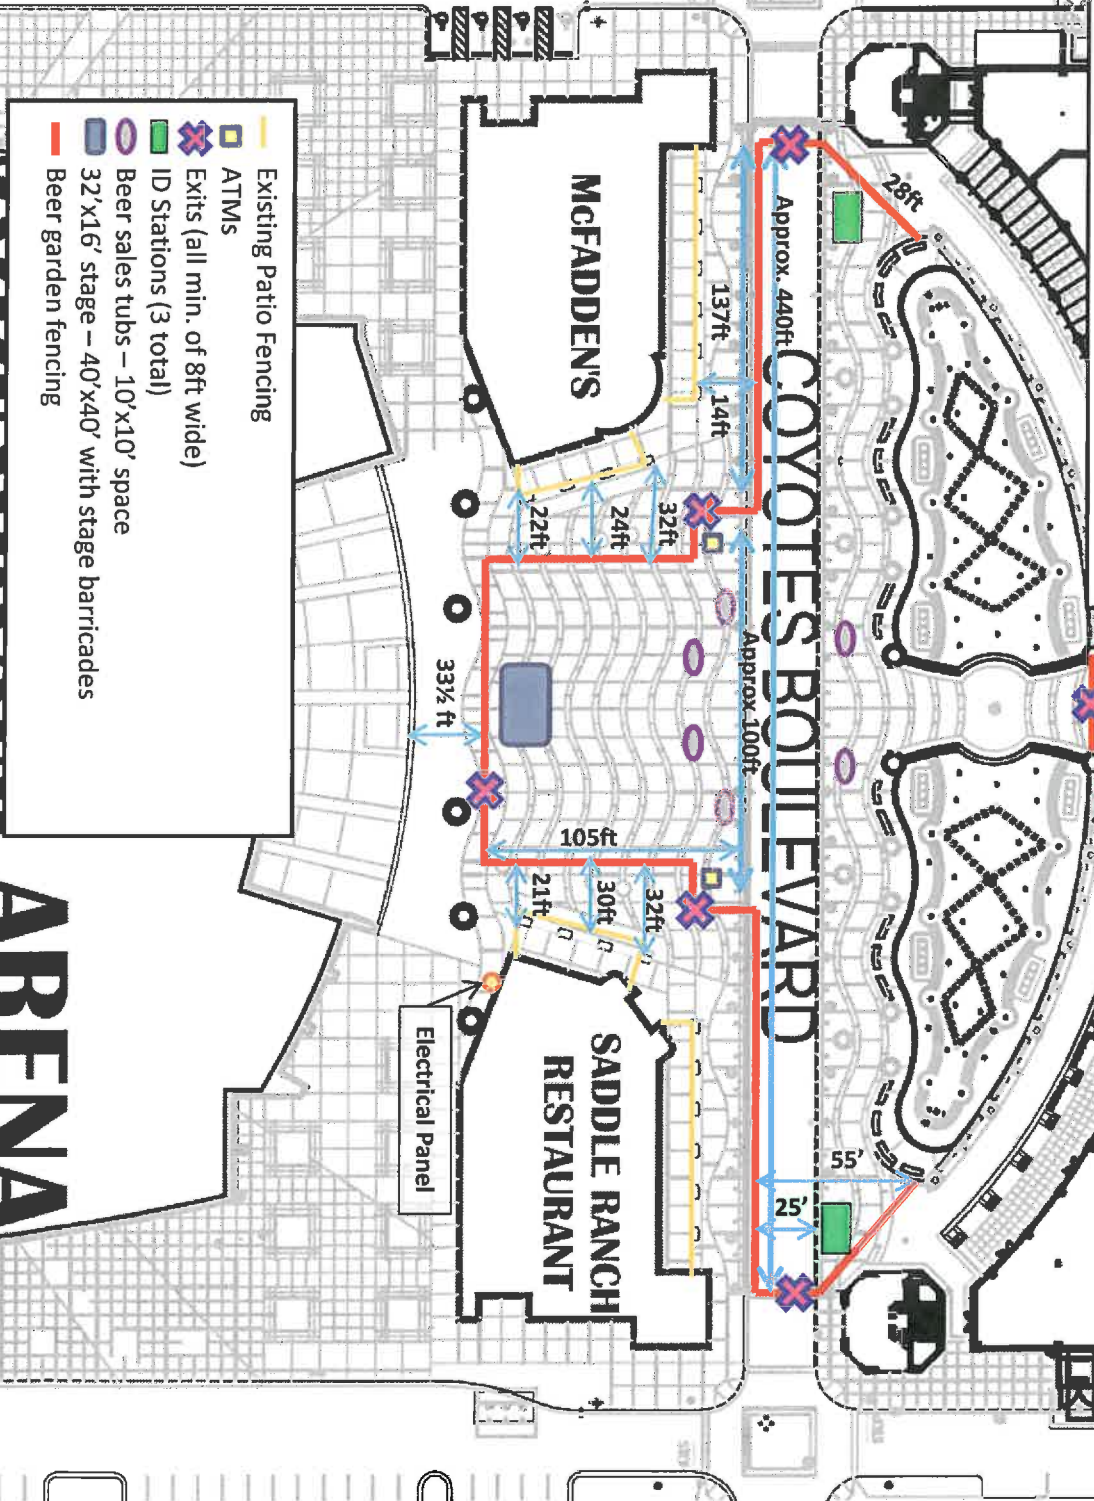 Existing Patio Fencing
ATMs
Exits (all min. of 8ft wide)
ID Stations (3 total)
Beer sales tubs – 10'x10' space
32'x16' stage – 40'x40' with stage barricades
Beer garden fencing
McFADDEN'S
COYOTES BOULEVARD
SADDLE RANCH
RESTAURANT
ARENA
Electrical Panel
28ft
Approx. 440ft
137ft
14ft
32ft
24ft
22ft
Approx 100ft
33½ ft
105ft
32ft
30ft
21ft
55'
25'